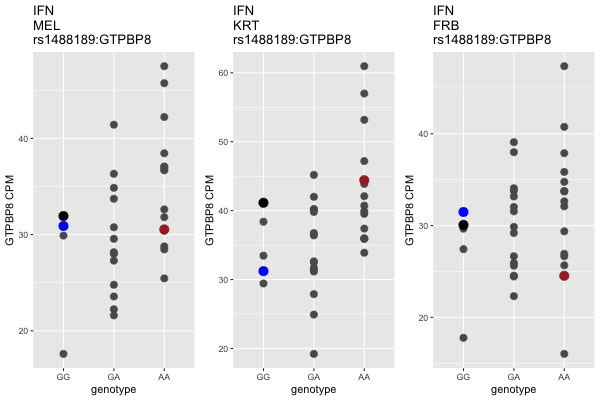 IFN
MEL
rs1488189:GTPBP8
GTPBP8 CPM
40
30
20
GG
GA
AA
genotype
IFN
KRT
rs1488189:GTPBP8
GTPBP8 CPM
60
50
40
30
20
GG
GA
AA
genotype
IFN
FRB
rs1488189:GTPBP8
GTPBP8 CPM
40
30
20
GG
GA
AA
genotype